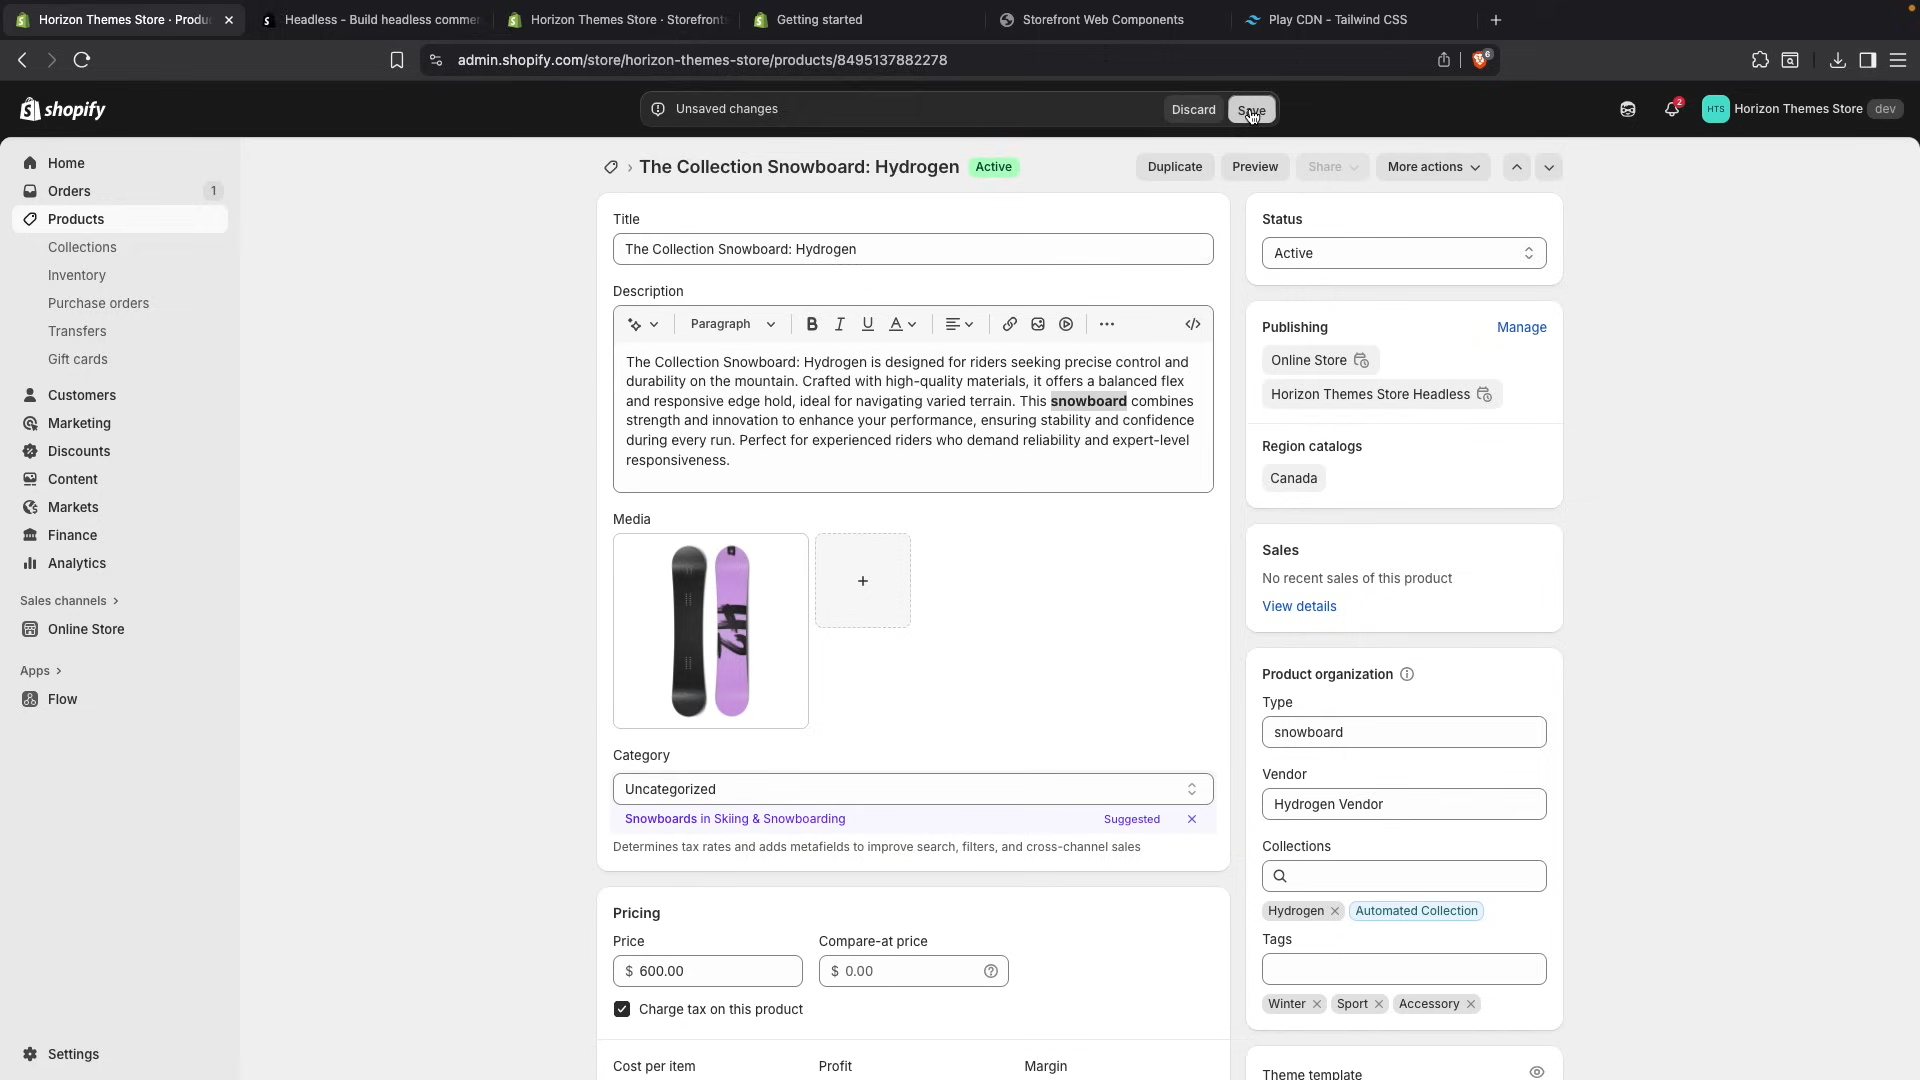 Horizon Themes Store · Produ
Headless - Build headless commer
Horizon Themes Store · Storefront
Getting started
Storefront Web Components
Play CDN - Tailwind CSS
admin.shopify.com/store/horizon-themes-store/products/8495137882278
6
shopify
Unsaved changes
Discard
Save
2
HTS
Horizon Themes Store
dev
Home
Orders
1
Products
Collections
Inventory
Purchase orders
Transfers
Gift cards
Customers
Marketing
Discounts
Content
Markets
Finance
Analytics
Sales channels
Online Store
Apps
Flow
Settings
The Collection Snowboard: Hydrogen
Active
Duplicate
Preview
Share
More actions
Title
The Collection Snowboard: Hydrogen
Description
Paragraph
The Collection Snowboard: Hydrogen is designed for riders seeking precise control and
durability on the mountain. Crafted with high-quality materials, it offers a balanced flex
and responsive edge hold, ideal for navigating varied terrain. This snowboard combines
strength and innovation to enhance your performance, ensuring stability and confidence
during every run. Perfect for experienced riders who demand reliability and expert-level
responsiveness.
Media
Category
Uncategorized
Snowboards in Skiing & Snowboarding
Suggested
Determines tax rates and adds metafields to improve search, filters, and cross-channel sales
Pricing
Price
Compare-at price
$ 600.00
$ 0.00
Charge tax on this product
Cost per item
Profit
Margin
Status
Active
Publishing
Manage
Online Store
Horizon Themes Store Headless
Region catalogs
Canada
Sales
No recent sales of this product
View details
Product organization
Type
snowboard
Vendor
Hydrogen Vendor
Collections
Hydrogen
Automated Collection
Tags
Winter
Sport
Accessory
Theme template